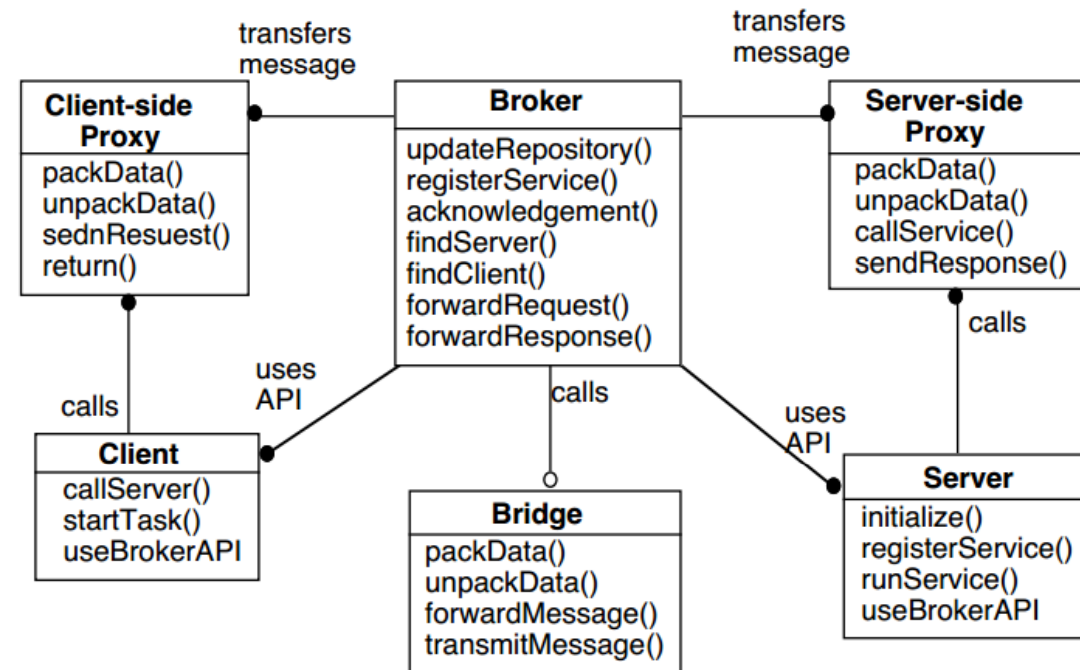 transfers
message
transfers
message
Client-side
Proxy
packData()
unpackData()
sednResuest()
return()
Broker
updateRepository()
registerService()
acknowledgement()
findServer()
findClient()
forwardRequest()
forwardResponse()
Server-side
Proxy
packData()
unpackData()
callService()
sendResponse()
calls
uses
API
calls
uses
API
calls
Client
callServer()
startTask()
useBrokerAPI
Bridge
packData()
unpackData()
forwardMessage()
transmitMessage()
Server
initialize()
registerService()
runService()
useBrokerAPI